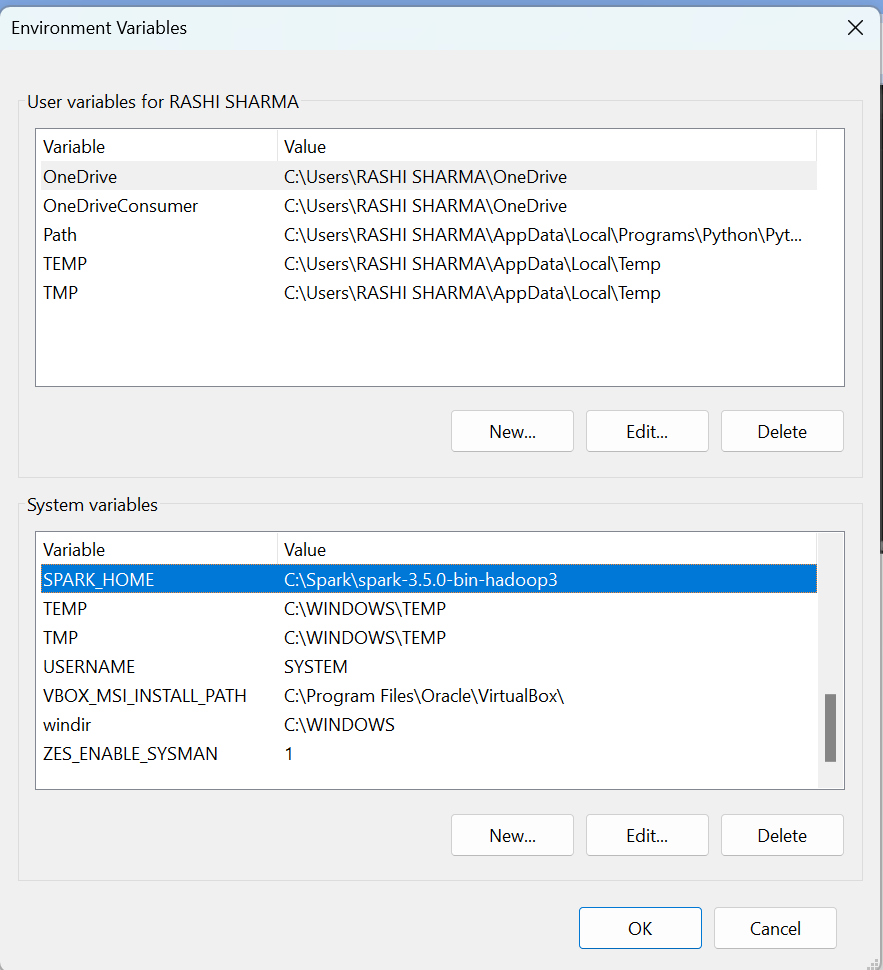 Environment Variables
User variables for RASHI SHARMA
Variable Value
OneDrive C:\Users\RASHI SHARMA\OneDrive
OneDriveConsumer C:\Users\RASHI SHARMA\OneDrive
Path C:\Users\RASHI SHARMA\AppData\Local\Programs\Python\Pyt...
TEMP C:\Users\RASHI SHARMA\AppData\Local\Temp
TMP C:\Users\RASHI SHARMA\AppData\Local\Temp
New... Edit... Delete
System variables
Variable Value
SPARK_HOME C:\Spark\spark-3.5.0-bin-hadoop3
TEMP C:\WINDOWS\TEMP
TMP C:\WINDOWS\TEMP
USERNAME SYSTEM
VBOX_MSI_INSTALL_PATH C:\Program Files\Oracle\VirtualBox\
windir C:\WINDOWS
ZES_ENABLE_SYSMAN 1
New... Edit... Delete
OK Cancel